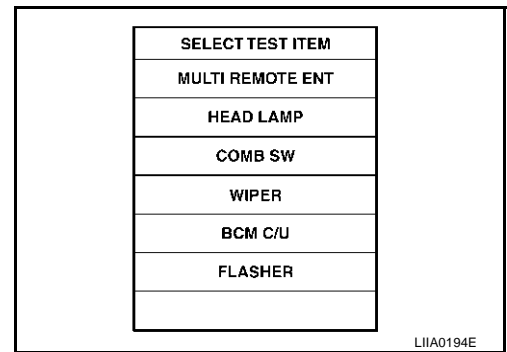 SELECT TEST ITEM
MULTI REMOTE ENT
HEAD LAMP
COMB SW
WIPER
BCM C/U
FLASHER
LIIA0194E